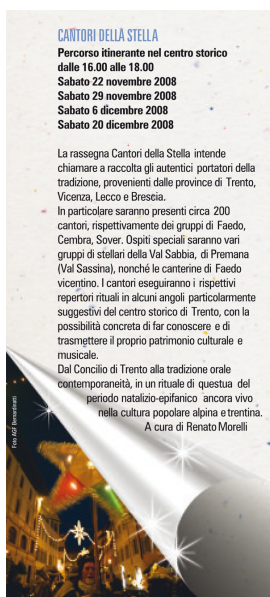 CANTORI DELLA STELLA
Percorso itinerante nel centro storico
dalle 16.00 alle 18.00
Sabato 22 novembre 2008
Sabato 29 novembre 2008
Sabato 6 dicembre 2008
Sabato 20 dicembre 2008
La rassegna Cantori della Stella intende
chiamare a raccolta gli autentici portatori della
tradizione, provenienti dalle province di Trento,
Vicenza, Lecco e Brescia.
In particolare saranno presenti circa 200
cantori, rispettivamente dei gruppi di Faedo,
Cembra, Sover. Ospiti speciali saranno vari
gruppi di stellari della Val Sabbia, di Premana
(Val Sassina), nonché le canterine di Faedo
vicentino. I cantori eseguiranno i rispettivi
repertori rituali in alcuni angoli particolarmente
suggestivi del centro storico di Trento, con la
possibilità concreta di far conoscere e di
trasmettere il proprio patrimonio culturale e
musicale.
Dal Concilio di Trento alla tradizione orale
contemporaneità, in un rituale di questua del
periodo natalizio-epifanico ancora vivo
nella cultura popolare alpina e trentina.
A cura di Renato Morelli
Foto AGF Bernardinatti